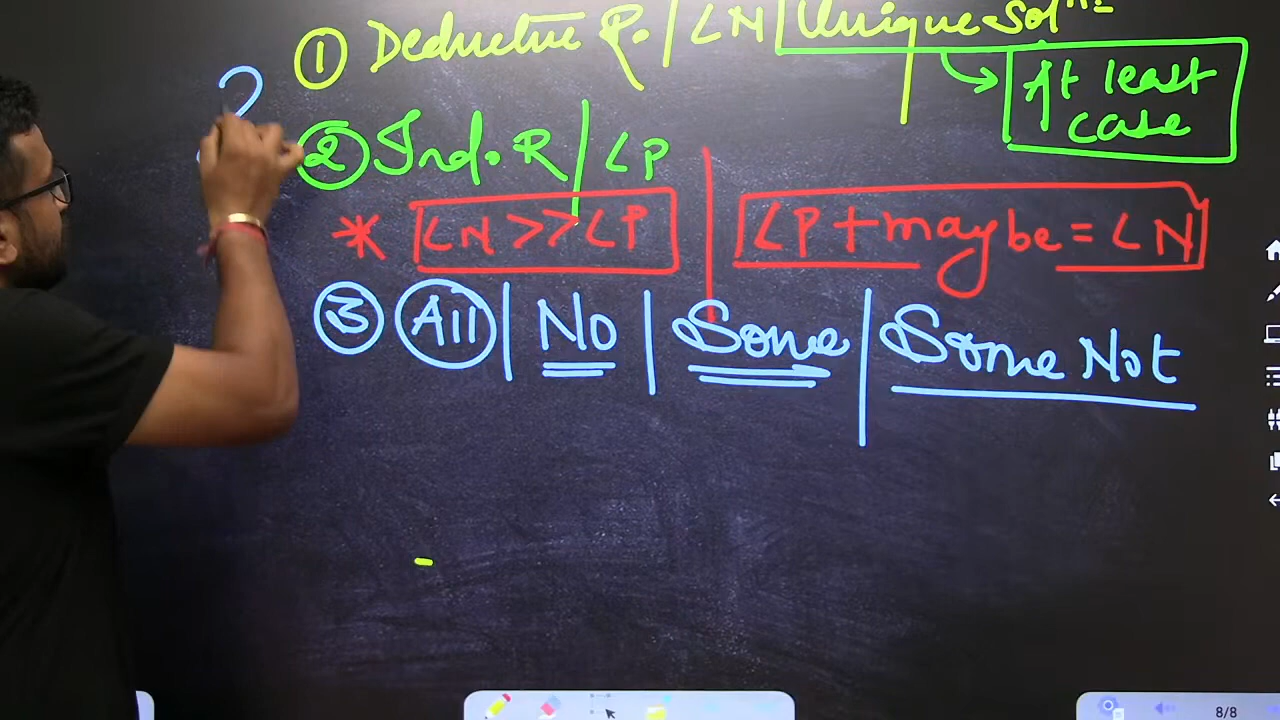 ① Deductive R. / LN | Unique Solⁿ:
At least case
?
② Ind. R / LP
* LN >> LP | LP + maybe = LN
③ All | No | Some | Some Not
8/8